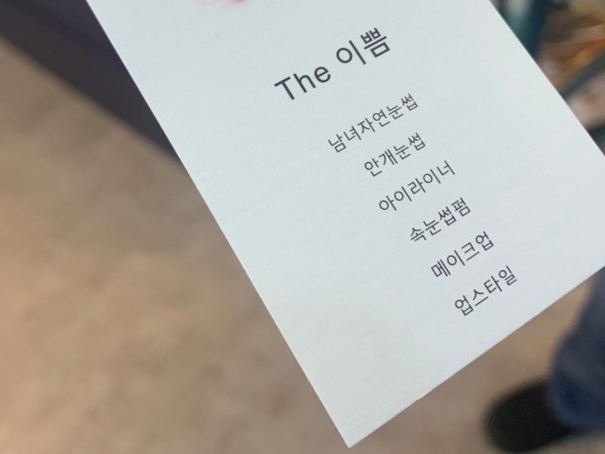 The 이쁨
남녀자연눈썹
안개눈썹
아이라이너
속눈썹펌
메이크업
업스타일